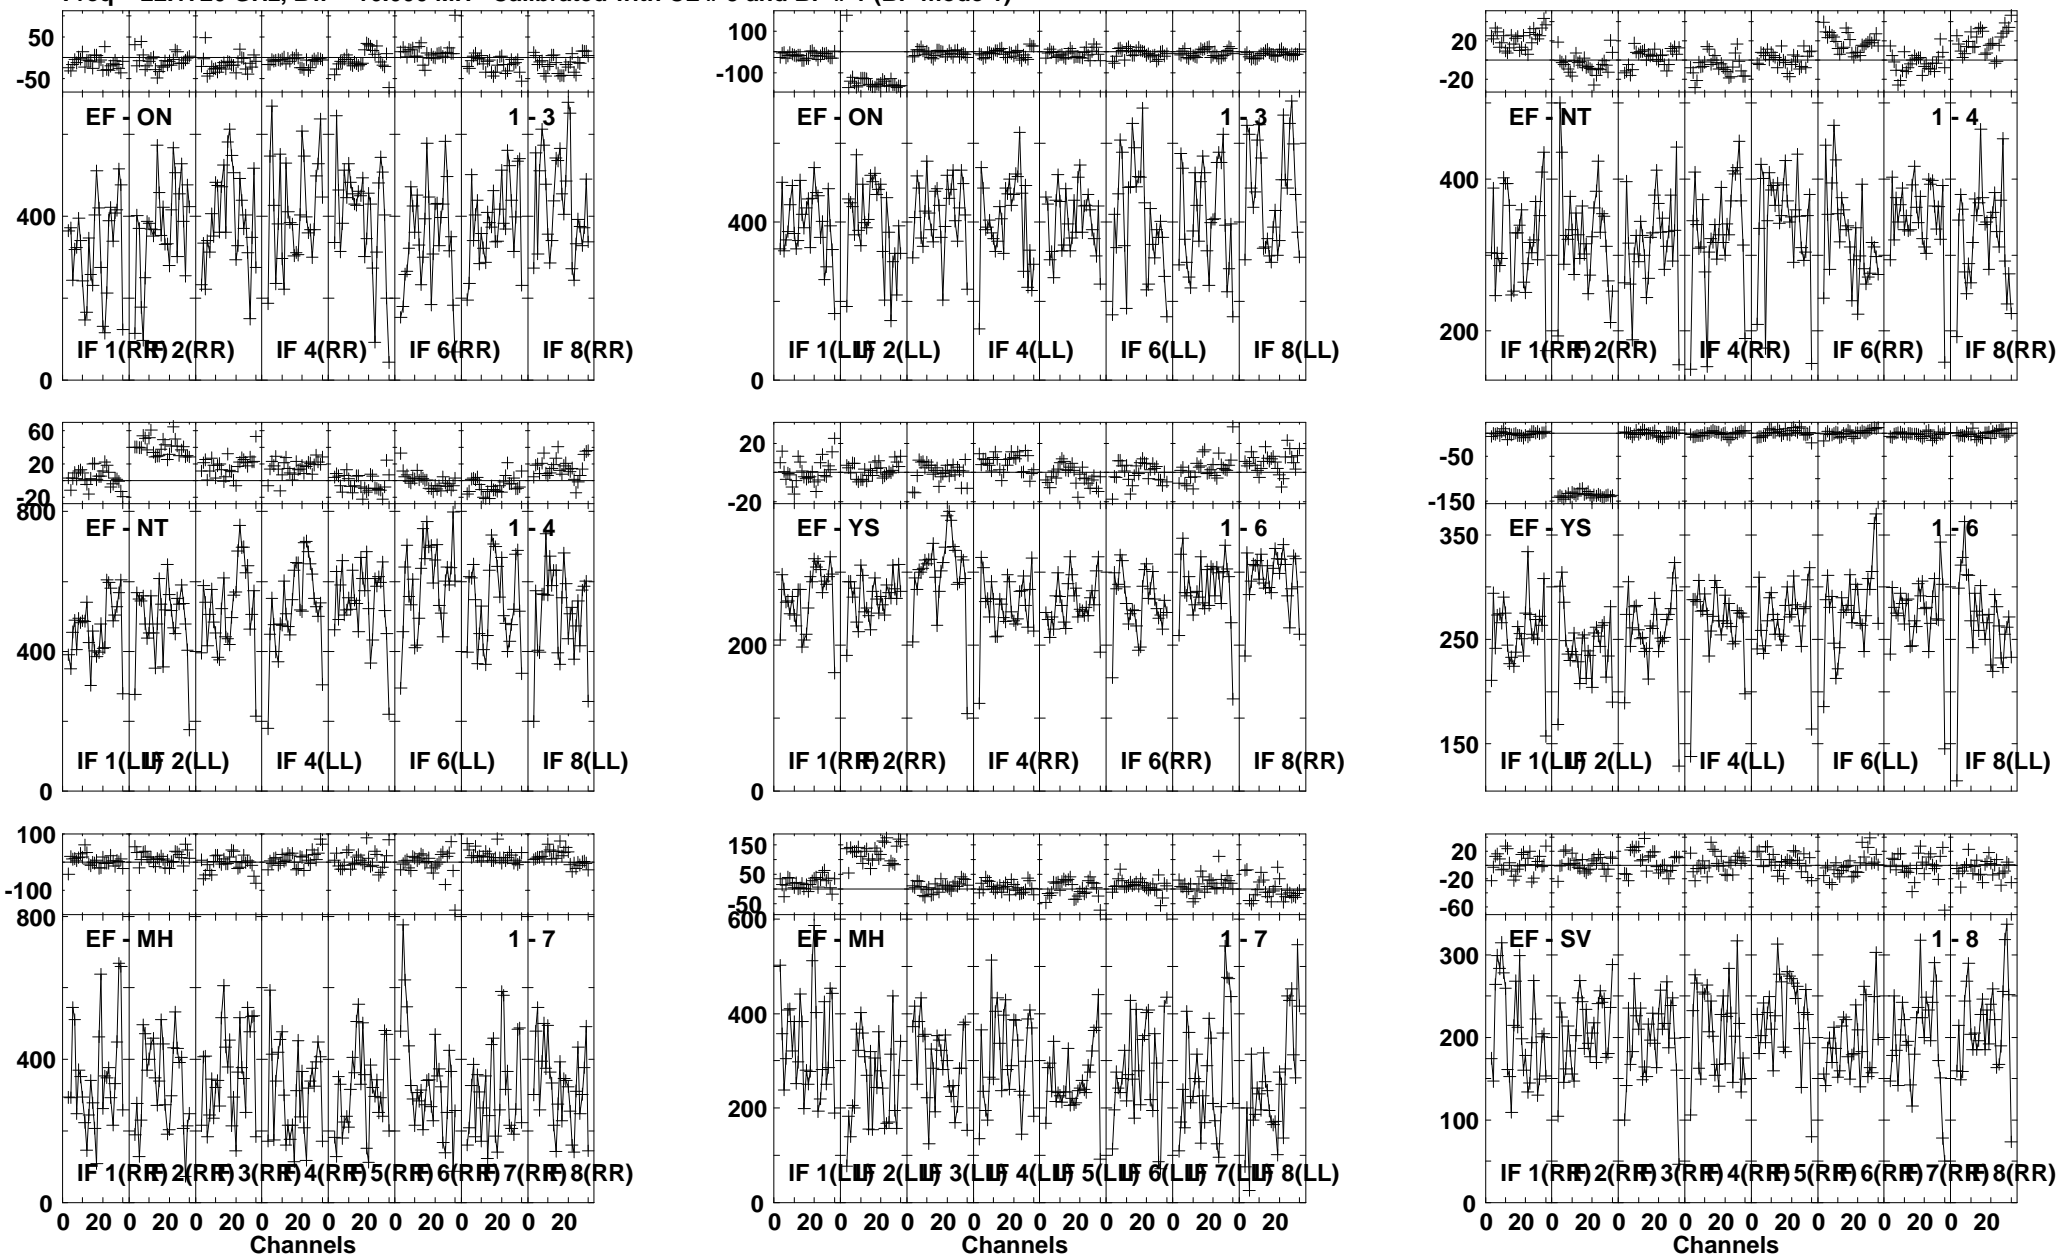 50
-50
EF - ON 1 - 3
400
IF 1(RR) IF 2(RR) IF 4(RR) IF 6(RR) IF 8(RR)
0
100
-100
EF - ON 1 - 3
400
IF 1(LL) IF 2(LL) IF 4(LL) IF 6(LL) IF 8(LL)
0
20
-20
EF - NT 1 - 4
400
200
IF 1(RR) IF 2(RR) IF 4(RR) IF 6(RR) IF 8(RR)
60
20
-20
800
EF - NT 1 - 4
400
IF 1(LL) IF 2(LL) IF 4(LL) IF 6(LL) IF 8(LL)
0
20
-20
EF - YS 1 - 6
200
IF 1(RR) IF 2(RR) IF 4(RR) IF 6(RR) IF 8(RR)
0
-50
-150
350
EF - YS 1 - 6
250
150
IF 1(LL) IF 2(LL) IF 4(LL) IF 6(LL) IF 8(LL)
100
-100
800
EF - MH 1 - 7
400
IF 1(RR) IF 2(RR) IF 3(RR) IF 4(RR) IF 5(RR) IF 6(RR) IF 7(RR) IF 8(RR)
0
0 20 0 20 0 20 0 20 0 20 0 20 0 20 0 20
Channels
150
50
-50
600
EF - MH 1 - 7
400
200
IF 1(LL) IF 2(LL) IF 3(LL) IF 4(LL) IF 5(LL) IF 6(LL) IF 7(LL) IF 8(LL)
0
0 20 0 20 0 20 0 20 0 20 0 20 0 20 0 20
Channels
20
-20
-60
EF - SV 1 - 8
300
200
100
IF 1(RR) IF 2(RR) IF 3(RR) IF 4(RR) IF 5(RR) IF 6(RR) IF 7(RR) IF 8(RR)
0
0 20 0 20 0 20 0 20 0 20 0 20 0 20 0 20
Channels